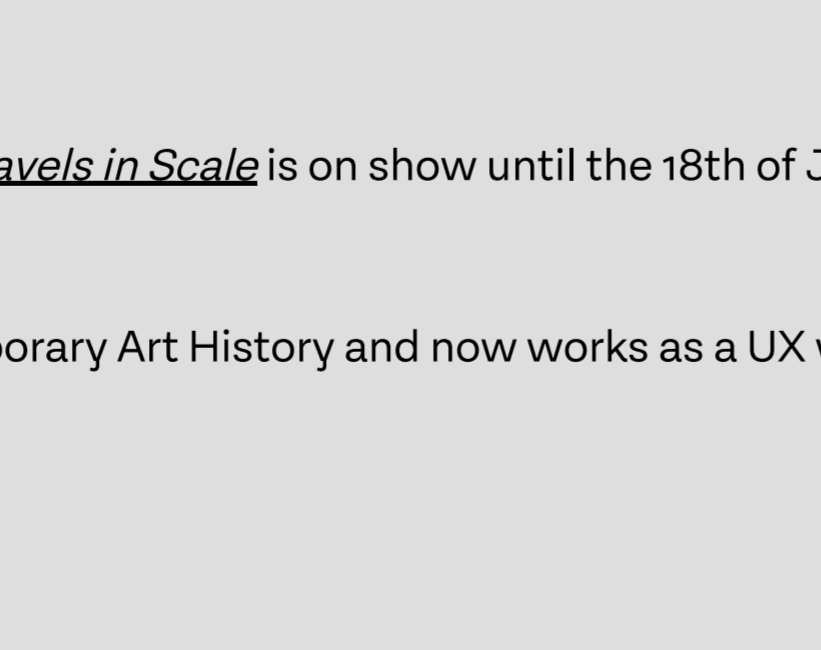 avels in Scale is on show until the 18th of J
porary Art History and now works as a UX